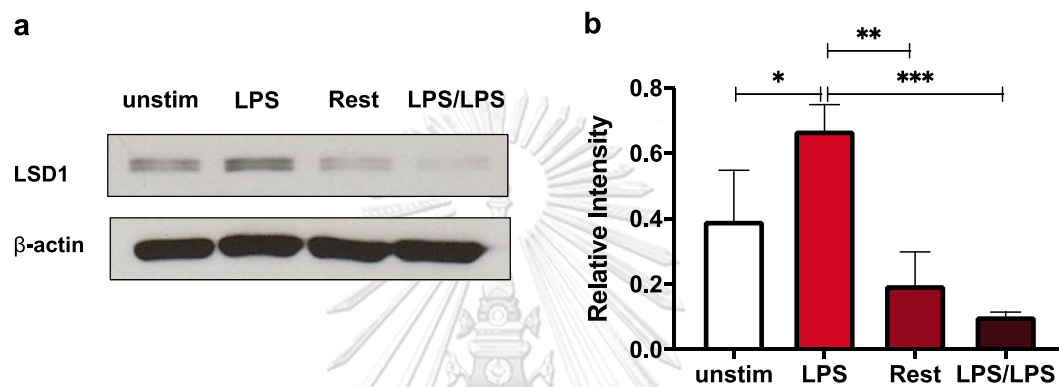 a
unstim LPS Rest LPS/LPS
LSD1
β-actin
b
**
* ***
0.8
0.6
0.4
0.2
0.0
Relative Intensity
unstim LPS Rest LPS/LPS